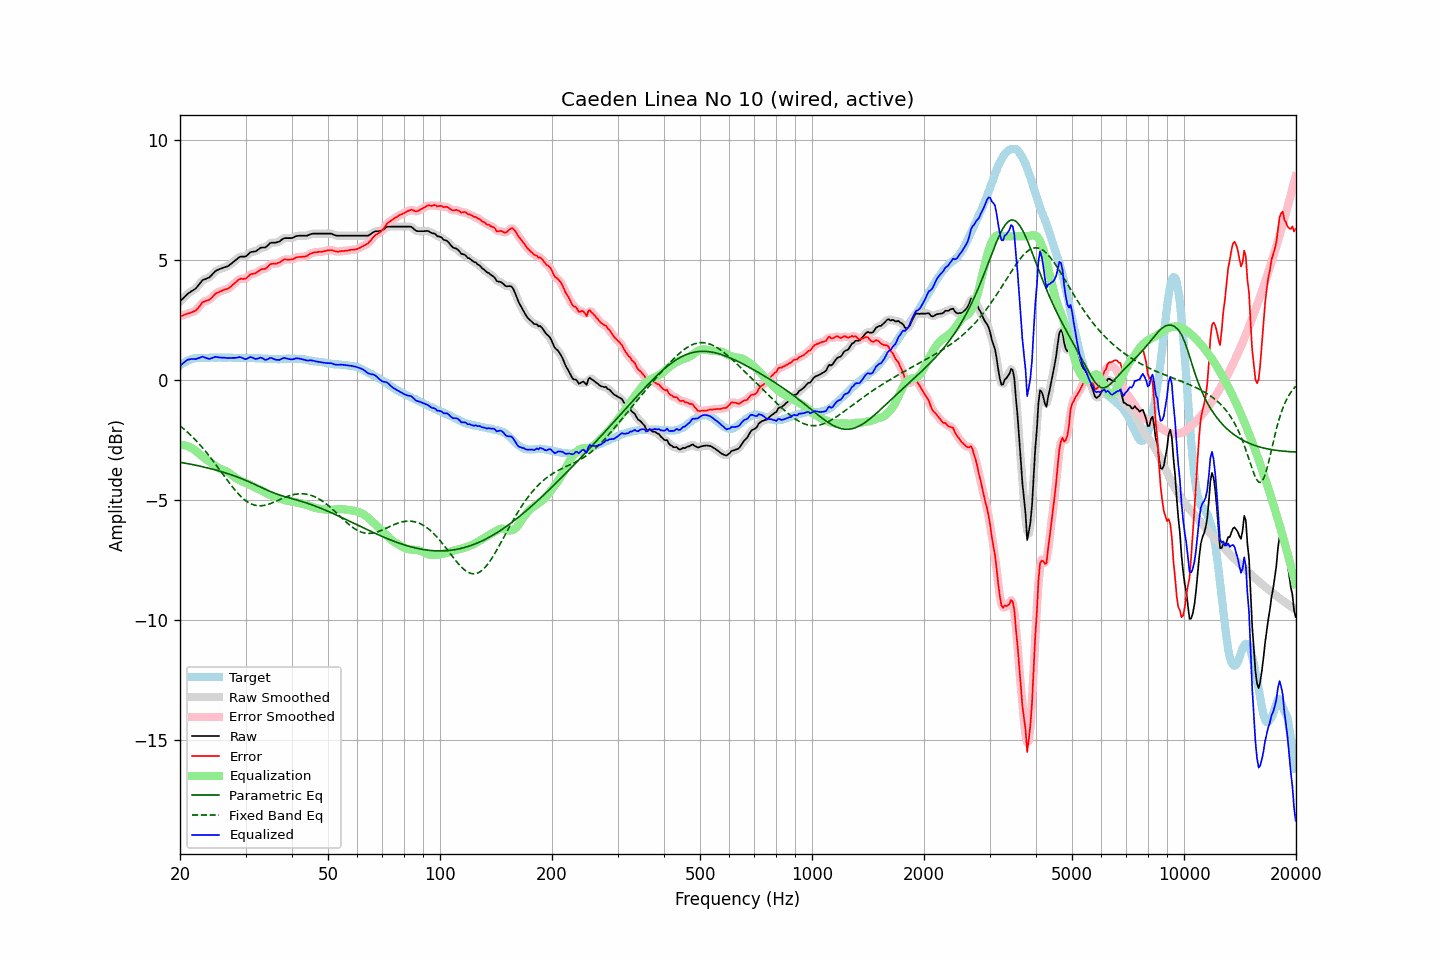 Caeden Linea No 10 (wired, active)
10
5
0
−5
−10
−15
Amplitude (dBr)
Target
Raw Smoothed
Error Smoothed
Raw
Error
Equalization
Parametric Eq
Fixed Band Eq
Equalized
20 50 100 200 500 1000 2000 5000 10000 20000
Frequency (Hz)